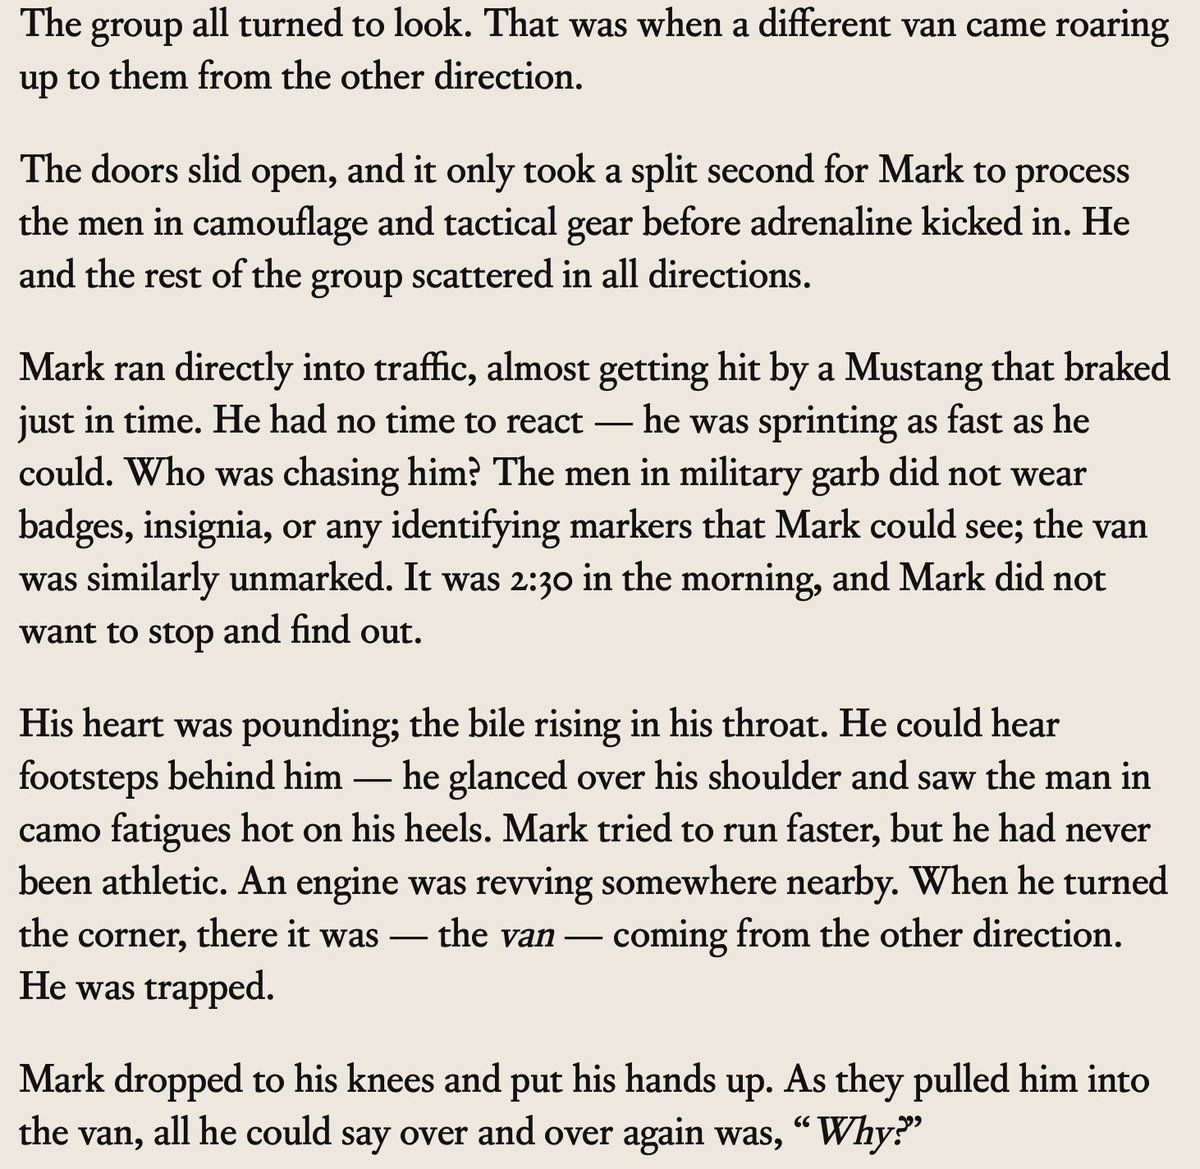 The group all turned to look. That was when a different van came roaring
up to them from the other direction.
The doors slid open, and it only took a split second for Mark to process
the men in camouflage and tactical gear before adrenaline kicked in. He
and the rest of the group scattered in all directions.
Mark ran directly into traffic, almost getting hit by a Mustang that braked
just in time. He had no time to react — he was sprinting as fast as he
could. Who was chasing him? The men in military garb did not wear
badges, insignia, or any identifying markers that Mark could see; the van
was similarly unmarked. It was 2:30 in the morning, and Mark did not
want to stop and find out.
His heart was pounding; the bile rising in his throat. He could hear
footsteps behind him — he glanced over his shoulder and saw the man in
camo fatigues hot on his heels. Mark tried to run faster, but he had never
been athletic. An engine was revving somewhere nearby. When he turned
the corner, there it was — the van — coming from the other direction.
He was trapped.
Mark dropped to his knees and put his hands up. As they pulled him into
the van, all he could say over and over again was, “Why?”